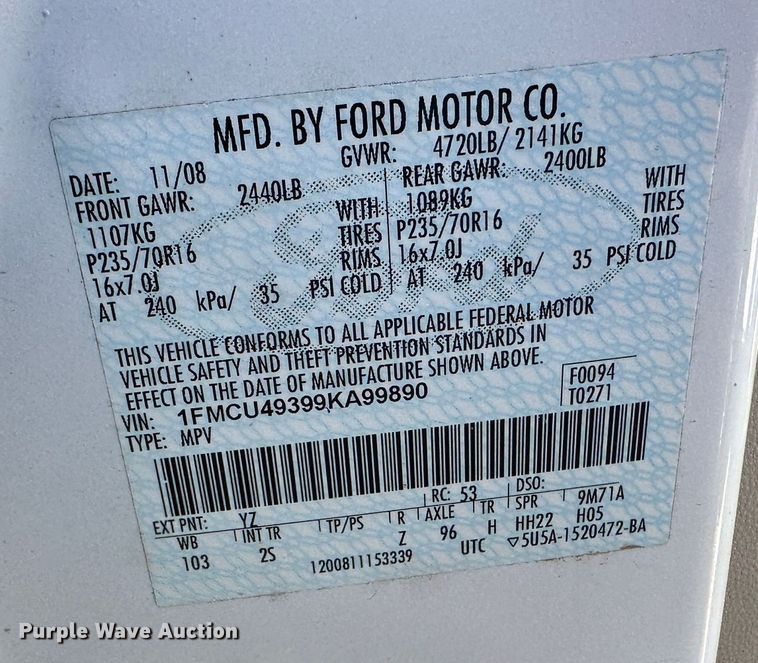 MFD. BY FORD MOTOR CO.
DATE: 11/08 GVWR: 4720LB/ 2141KG
FRONT GAWR: 2440LB REAR GAWR: 2400LB
1107KG WITH 1089KG WITH
P235/70R16 TIRES P235/70R16 TIRES
16x7.0J RIMS 16x7.0J RIMS
AT 240 kPa/ 35 PSI COLD AT 240 kPa/ 35 PSI COLD
Ford
THIS VEHICLE CONFORMS TO ALL APPLICABLE FEDERAL MOTOR
VEHICLE SAFETY AND THEFT PREVENTION STANDARDS IN
EFFECT ON THE DATE OF MANUFACTURE SHOWN ABOVE.
VIN: 1FMCU49399KA99890 F0094
TYPE: MPV T0271
EXT PNT: YZ RC: 53 DSO:
WB INT TR TP/PS R AXLE TR SPR 9M71A
103 2S Z 96 H HH22 H05
1200811153339 UTC ▽5U5A-1520472-BA
Purple Wave Auction